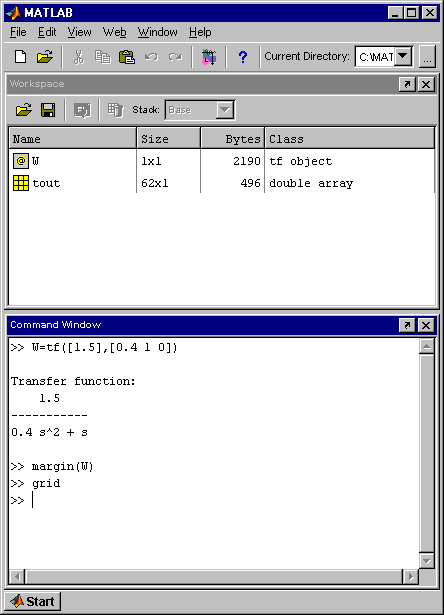 MATLAB
File Edit View Web Window Help
? Current Directory: C:\MAT ...
Workspace
Stack: Base
Name Size Bytes Class
W 1x1 2190 tf object
tout 62x1 496 double array
Command Window
>> W=tf([1.5],[0.4 1 0])
Transfer function:
1.5
-----------
0.4 s^2 + s
>> margin(W)
>> grid
>>
Start